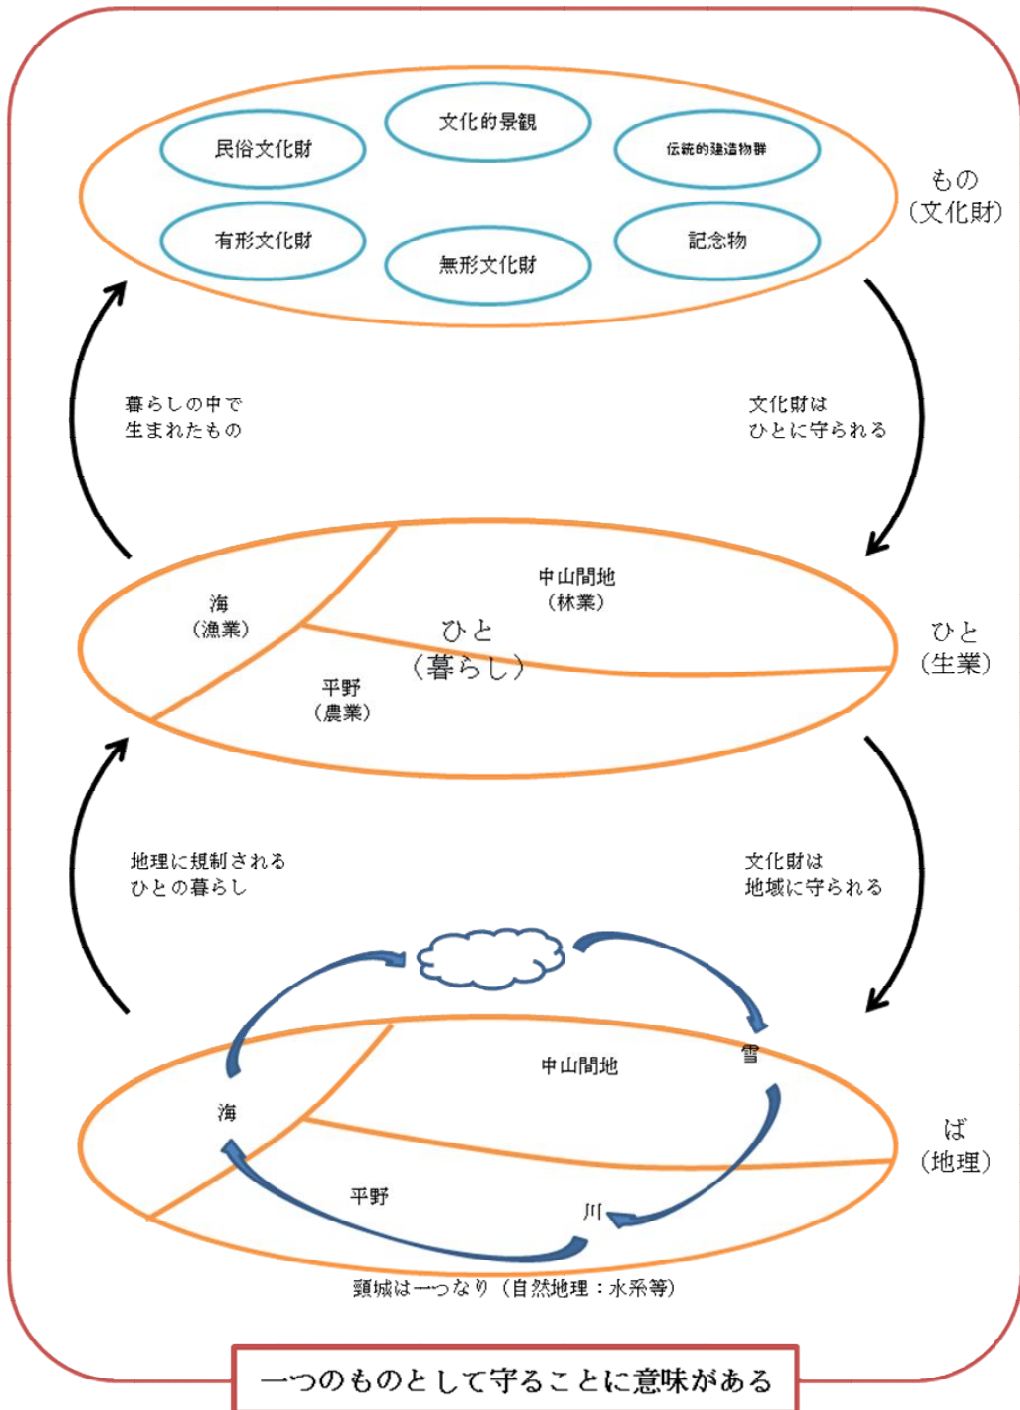 文化的景観
民俗文化財
伝統的建造物群
もの
（文化財）
有形文化財
記念物
無形文化財
暮らしの中で
生まれたもの
文化財は
ひとに守られる
中山間地
（林業）
海
（漁業）
ひと
（暮らし）
ひと
（生業）
平野
（農業）
地理に規制される
ひとの暮らし
文化財は
地域に守られる
雪
中山間地
海
ば
（地理）
平野
川
頸城は一つなり（自然地理：水系等）
一つのものとして守ることに意味がある